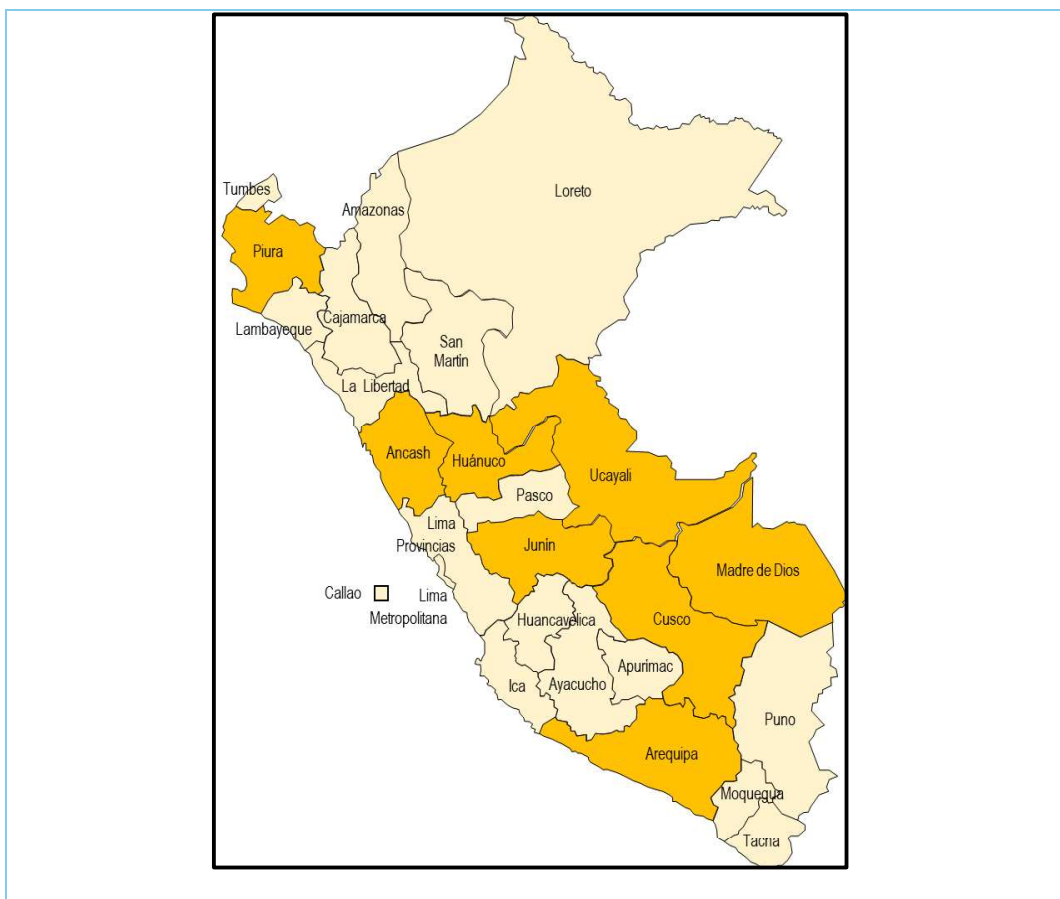 Loreto
Tumbes
Amazonas
Piura
Cajamarca
Lambayeque
San
Martín
La Libertad
Ancash
Huánuco
Ucayali
Pasco
Lima
Provincias
Junín
Madre de Dios
Callao
Lima
Metropolitana
Huancavelica
Cusco
Apurimac
Ica
Ayacucho
Puno
Arequipa
Moquegua
Tacna